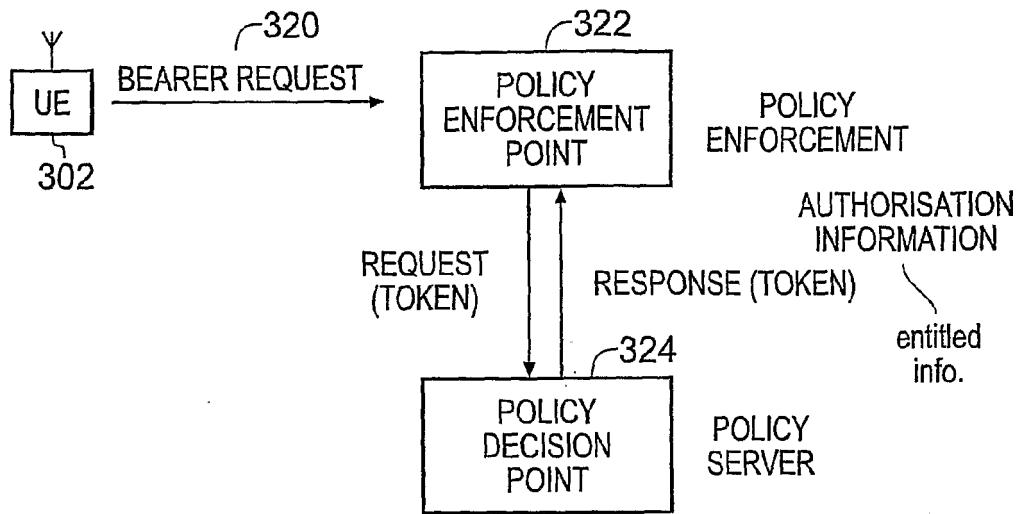 320
322
BEARER REQUEST
UE
302
POLICY
ENFORCEMENT
POINT
POLICY
ENFORCEMENT
AUTHORISATION
INFORMATION
REQUEST
(TOKEN)
RESPONSE (TOKEN)
entitled
info.
324
POLICY
DECISION
POINT
POLICY
SERVER